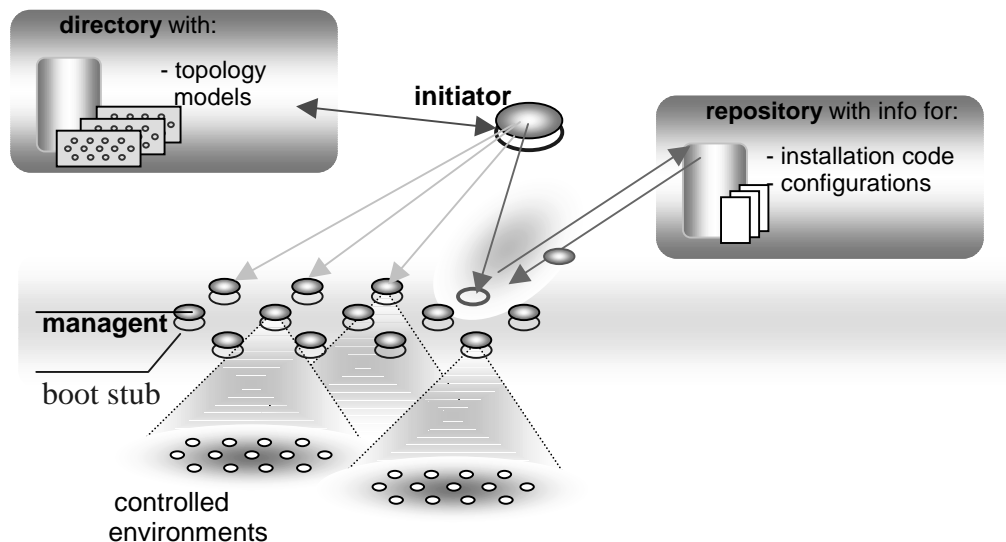 directory with:
- topology
models
initiator
repository with info for:
- installation code
- configurations
managent
boot stub
controlled
environments